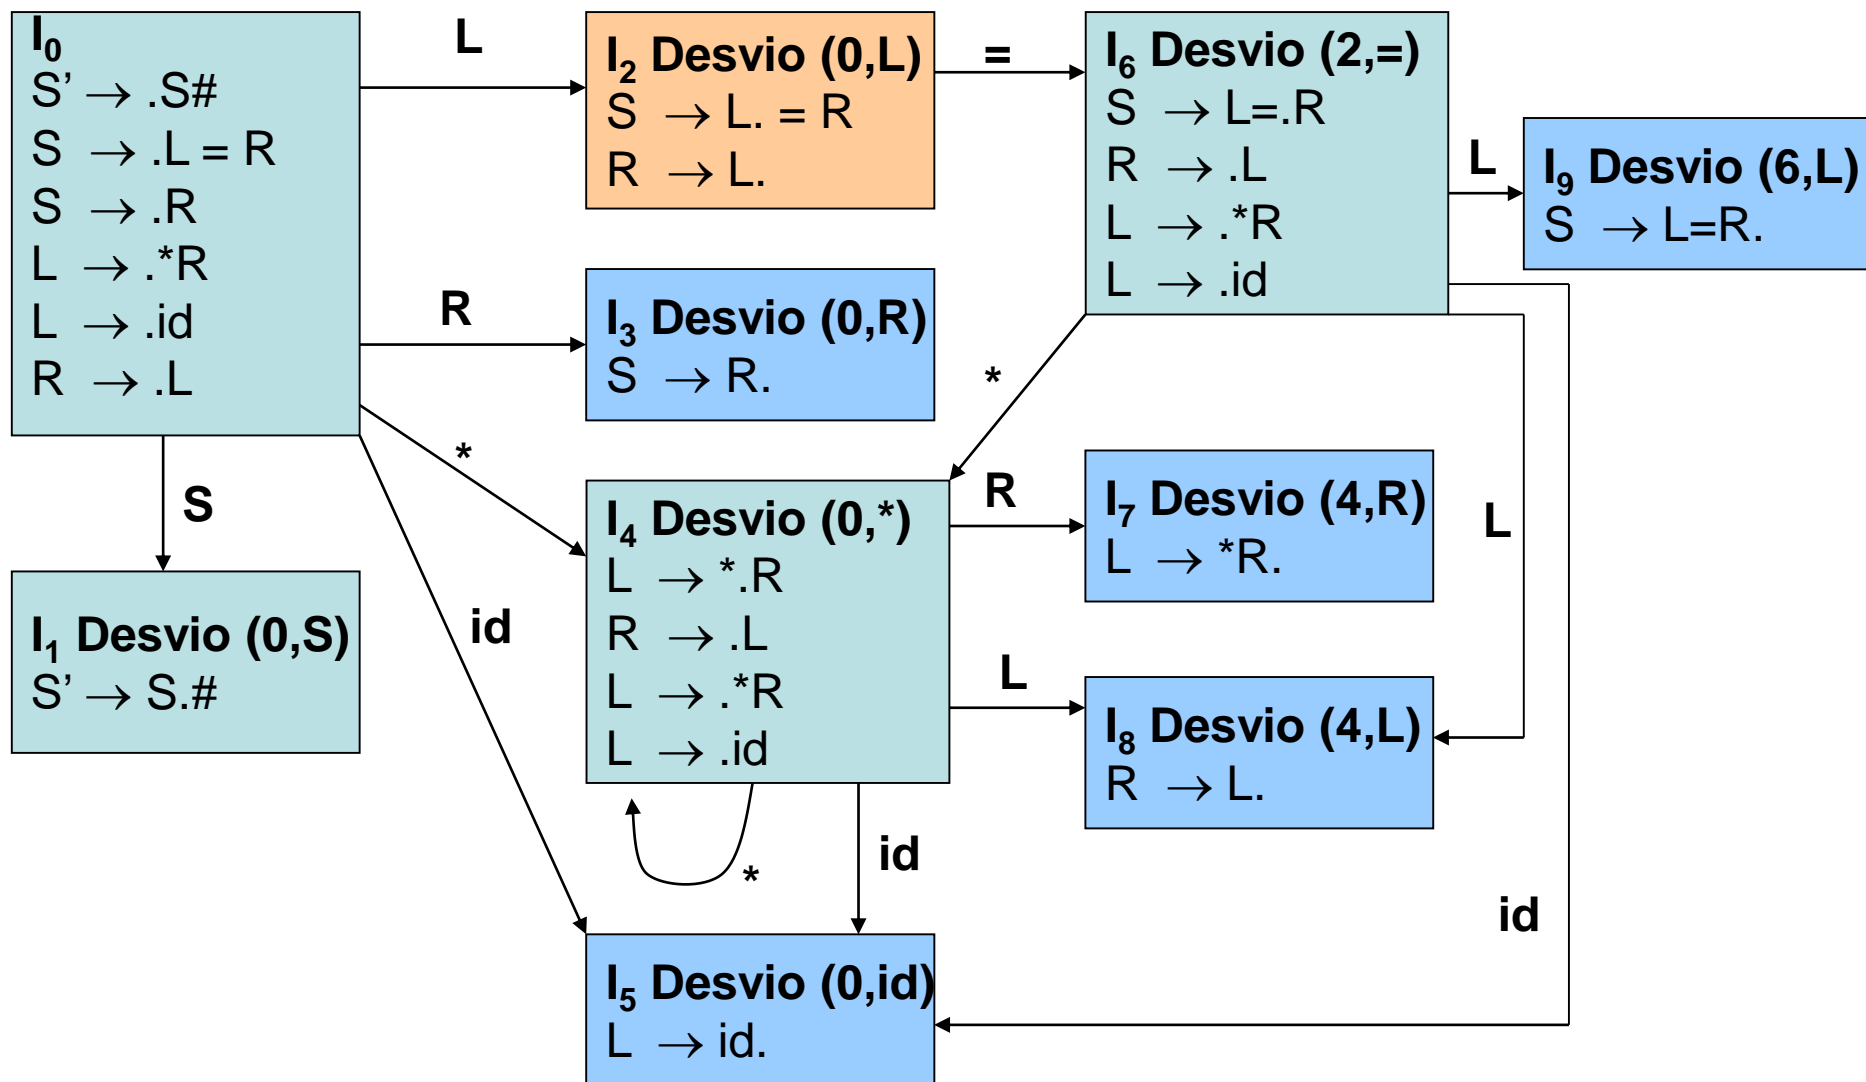 I0
S’ → .S#
S → .L = R
S → .R
L → .*R
L → .id
R → .L
L
I2 Desvio (0,L)
S → L. = R
R → L.
=
I6 Desvio (2,=)
S → L=.R
R → .L
L → .*R
L → .id
L
I9 Desvio (6,L)
S → L=R.
R
I3 Desvio (0,R)
S → R.
*
*
S
I4 Desvio (0,*)
L → *.R
R → .L
L → .*R
L → .id
R
I7 Desvio (4,R)
L → *R.
L
I1 Desvio (0,S)
S’ → S.#
id
L
I8 Desvio (4,L)
R → L.
*
id
id
I5 Desvio (0,id)
L → id.